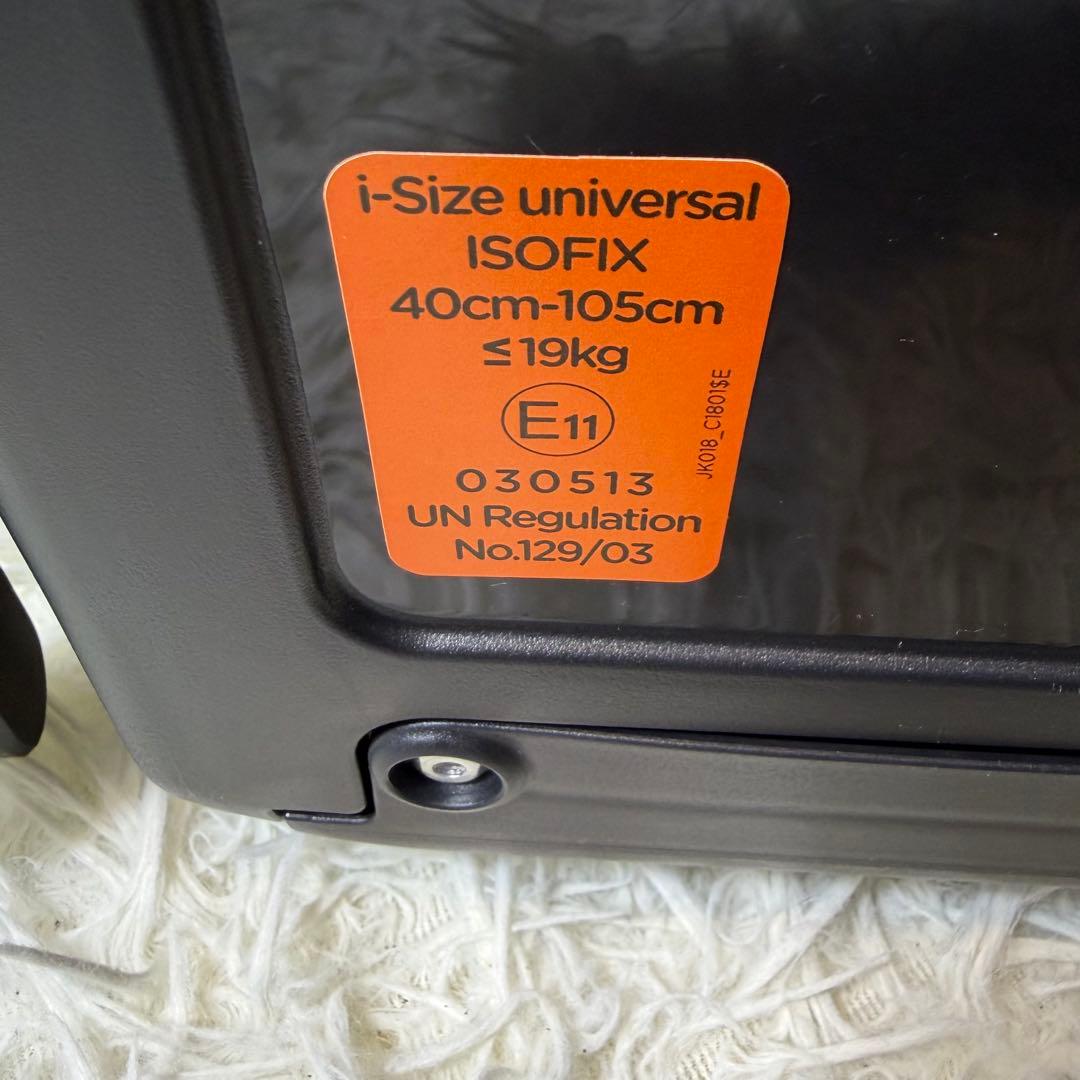 i-Size universal
ISOFIX
40cm-105cm
≤19kg
E11
030513
UN Regulation
No.129/03
JK018_C1801$E